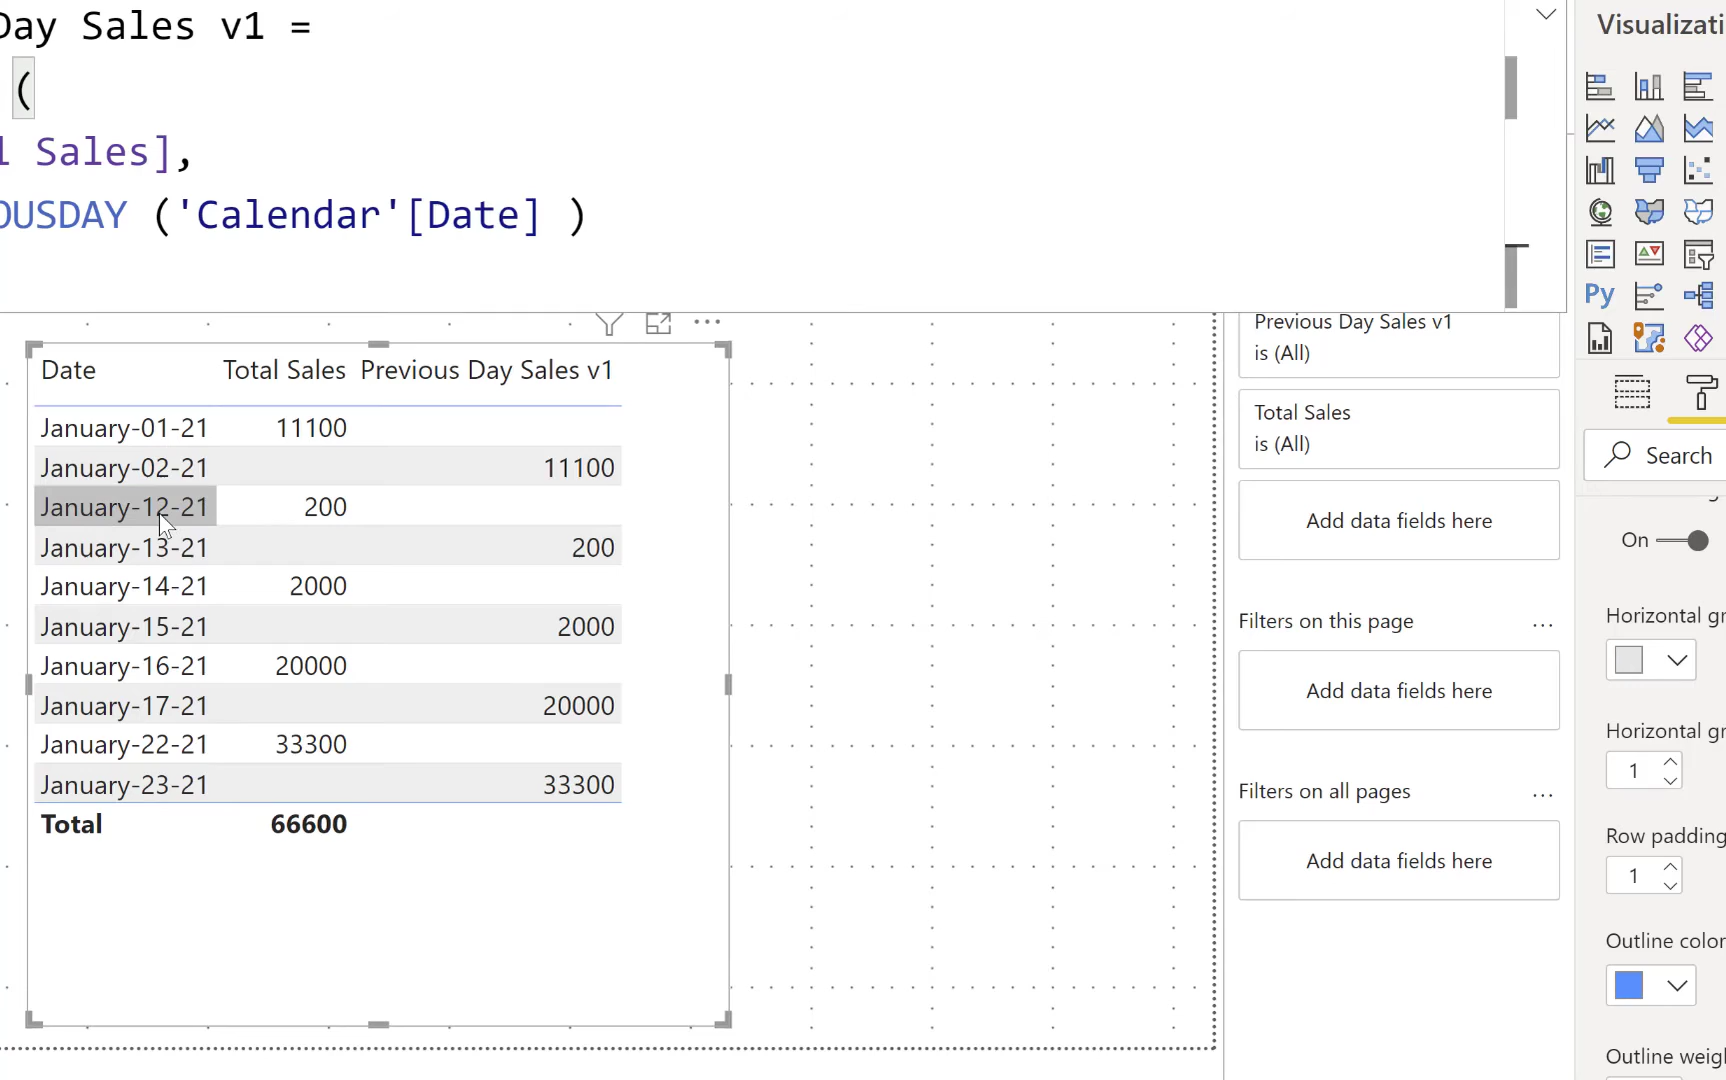 Day Sales v1 =
(
l Sales],
OUSDAY ('Calendar'[Date] )
Date Total Sales Previous Day Sales v1
January-01-21 11100
January-02-21 11100
January-12-21 200
January-13-21 200
January-14-21 2000
January-15-21 2000
January-16-21 20000
January-17-21 20000
January-22-21 33300
January-23-21 33300
Total 66600
Previous Day Sales v1
is (All)
Total Sales
is (All)
Add data fields here
Filters on this page ...
Add data fields here
Filters on all pages ...
Add data fields here
Visualizati
Py
Search
On
Horizontal gr
Horizontal gr
1
Row padding
1
Outline color
Outline weigh